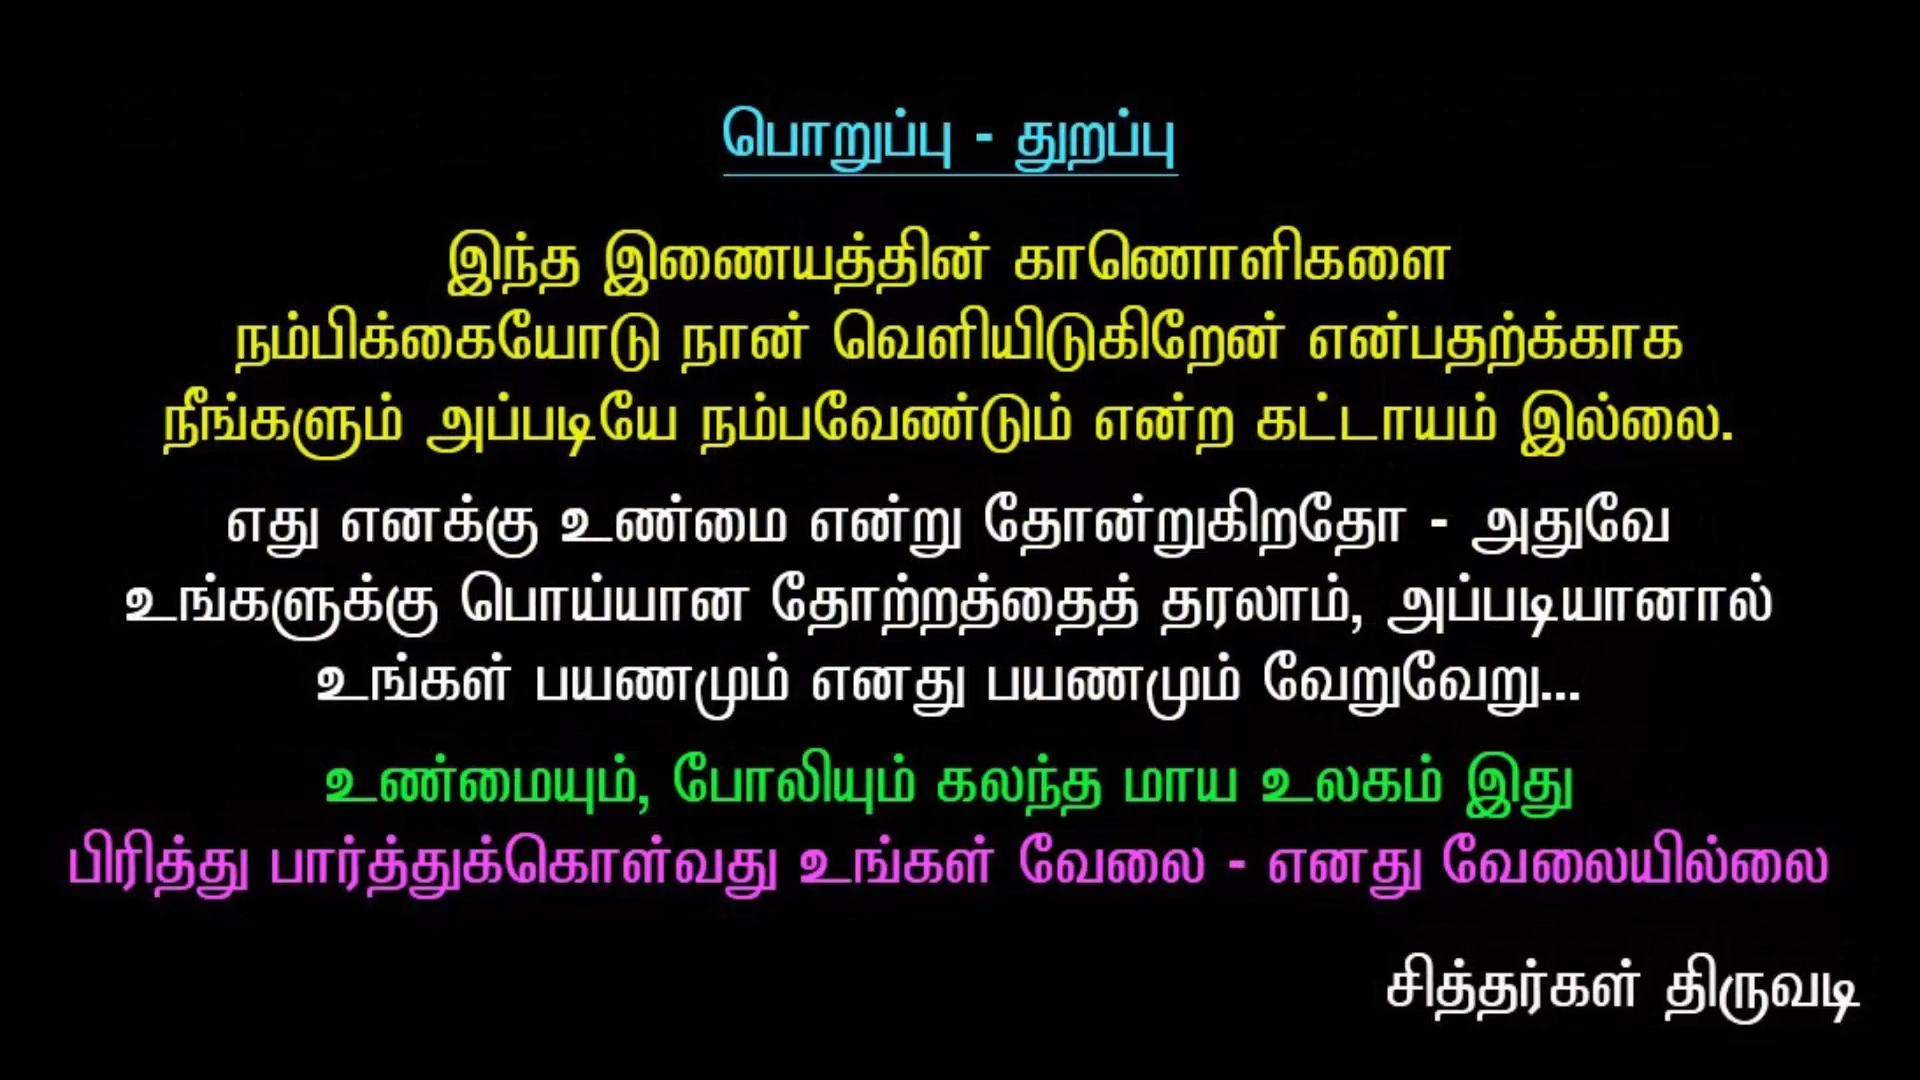 பொறுப்பு - துறப்பு
இந்த இணையத்தின் காணொளிகளை
நம்பிக்கையோடு நான் வெளியிடுகிறேன் என்பதற்க்காக
நீங்களும் அப்படியே நம்பவேண்டும் என்ற கட்டாயம் இல்லை.
எது எனக்கு உண்மை என்று தோன்றுகிறதோ - அதுவே
உங்களுக்கு பொய்யான தோற்றத்தைத் தரலாம், அப்படியானால்
உங்கள் பயணமும் எனது பயணமும் வேறுவேறு...
உண்மையும், போலியும் கலந்த மாய உலகம் இது
பிரித்து பார்த்துக்கொள்வது உங்கள் வேலை - எனது வேலையில்லை
சித்தர்கள் திருவடி